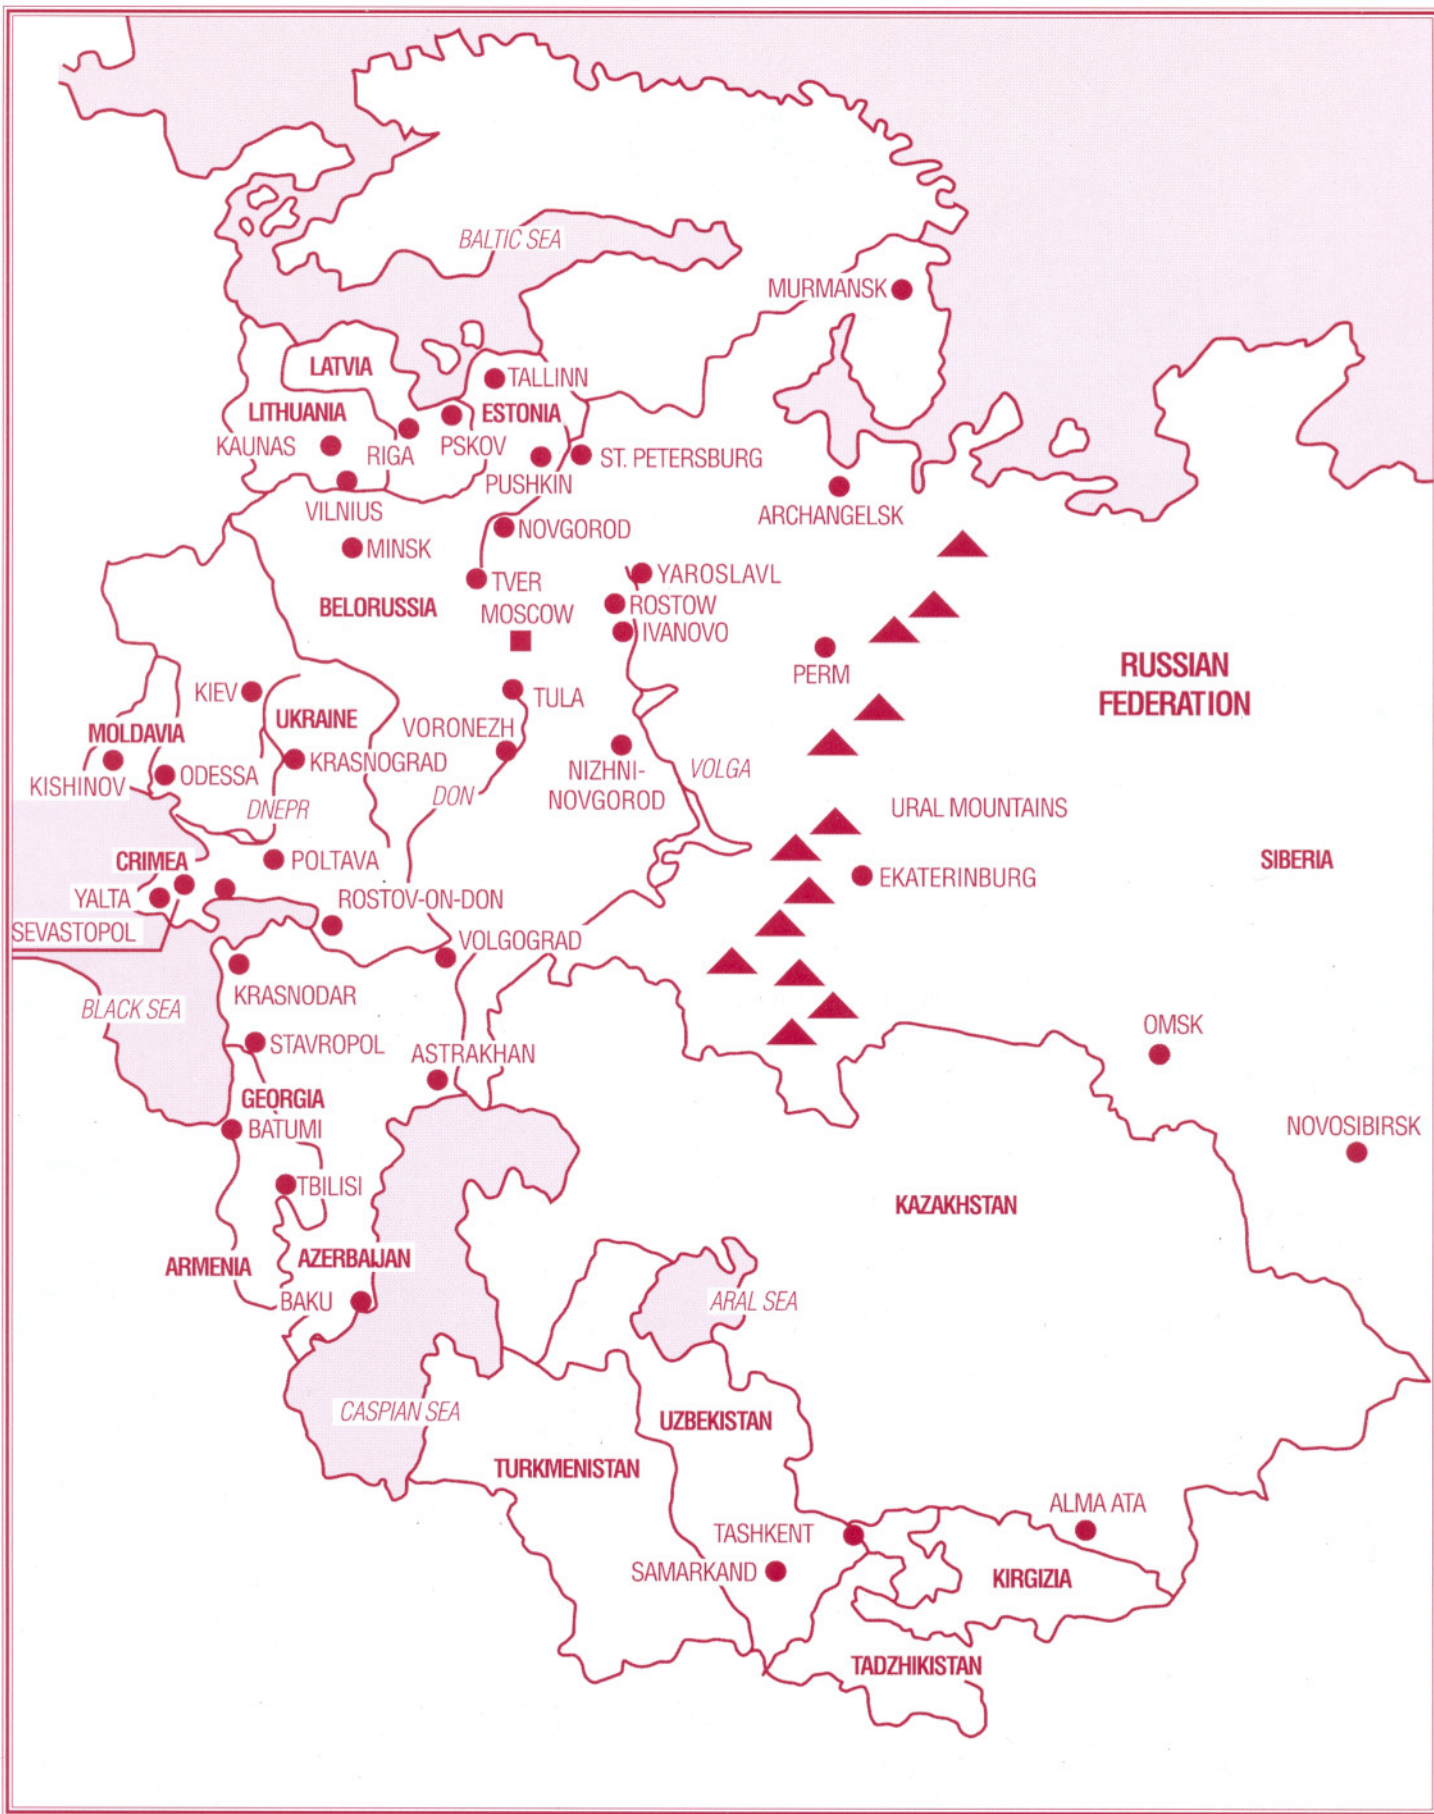 BALTIC SEA
MURMANSK
LATVIA
TALLINN
LITHUANIA
ESTONIA
KAUNAS
RIGA
PSKOV
ST. PETERSBURG
PUSHKIN
VILNIUS
ARCHANGELSK
NOVGOROD
MINSK
YAROSLAVL
TVER
BELORUSSIA
ROSTOW
MOSCOW
IVANOVO
RUSSIAN
FEDERATION
PERM
KIEV
TULA
UKRAINE
VORONEZH
MOLDAVIA
KRASNOGRAD
ODESSA
KISHINOV
NIZHNI-
NOVGOROD
VOLGA
DON
DNEPR
URAL MOUNTAINS
CRIMEA
POLTAVA
SIBERIA
EKATERINBURG
YALTA
ROSTOV-ON-DON
SEVASTOPOL
VOLGOGRAD
KRASNODAR
BLACK SEA
OMSK
STAVROPOL
ASTRAKHAN
GEORGIA
BATUMI
NOVOSIBIRSK
TBILISI
KAZAKHSTAN
ARMENIA
AZERBAIJAN
BAKU
ARAL SEA
CASPIAN SEA
UZBEKISTAN
TURKMENISTAN
ALMA ATA
TASHKENT
SAMARKAND
KIRGIZIA
TADZHIKISTAN